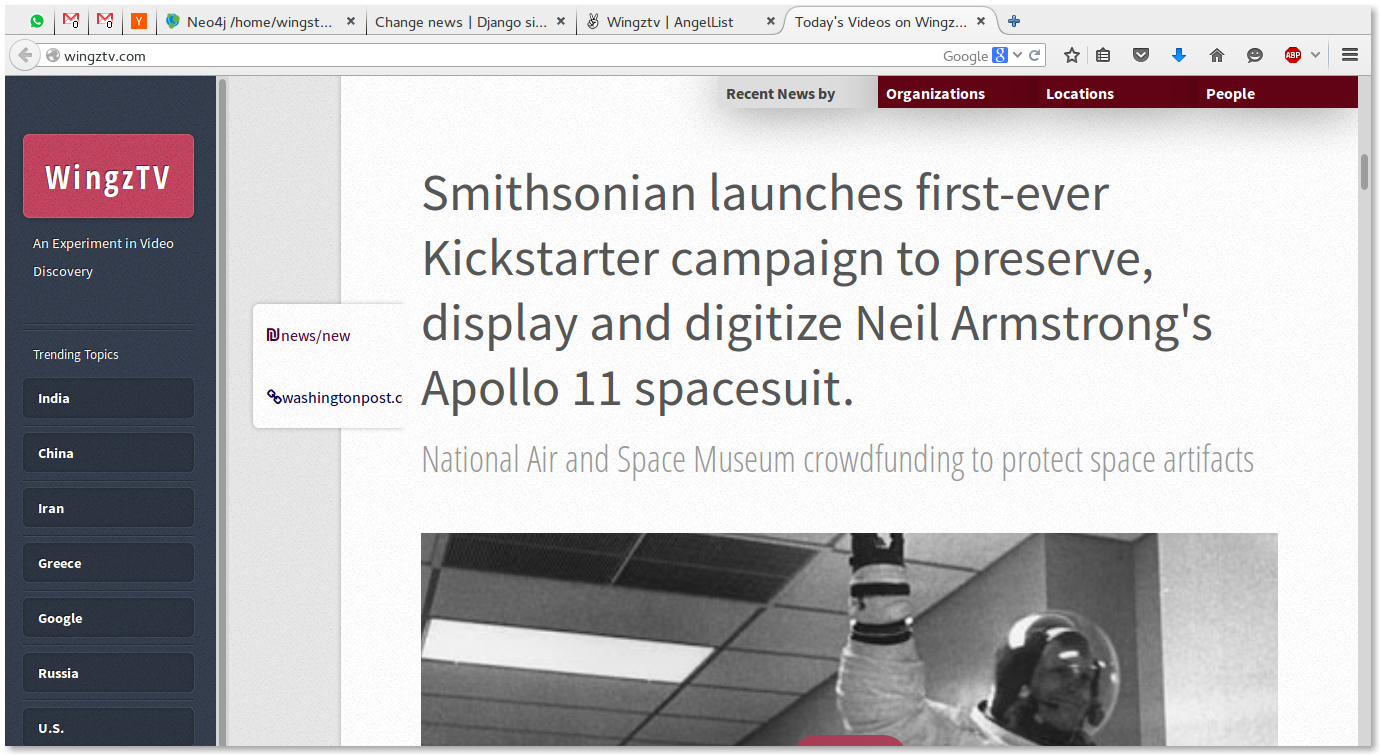 Neo4j /home/wingst...
Change news | Django si...
Wingztv | AngelList
Today's Videos on Wingz...
wingztv.com
Google
8
ABP
Recent News by
Organizations
Locations
People
WingzTV
An Experiment in Video
Discovery
Trending Topics
India
China
Iran
Greece
Google
Russia
U.S.
news/new
washingtonpost.c
Smithsonian launches first-ever
Kickstarter campaign to preserve,
display and digitize Neil Armstrong's
Apollo 11 spacesuit.
National Air and Space Museum crowdfunding to protect space artifacts